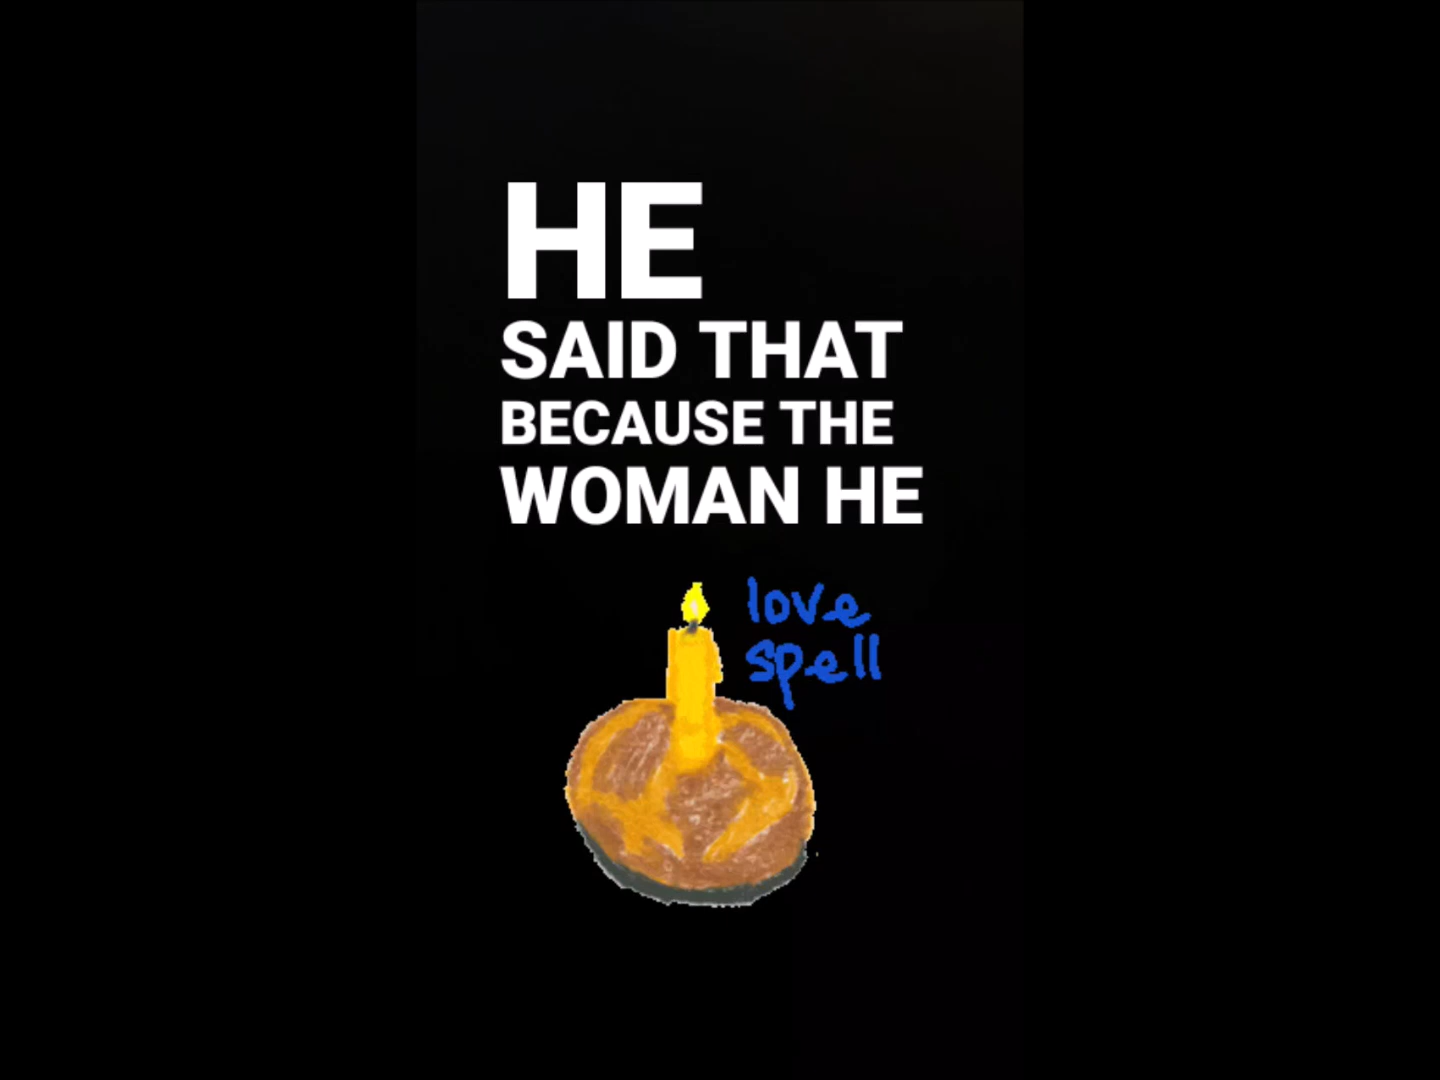 HE
SAID THAT
BECAUSE THE
WOMAN HE
love
spell